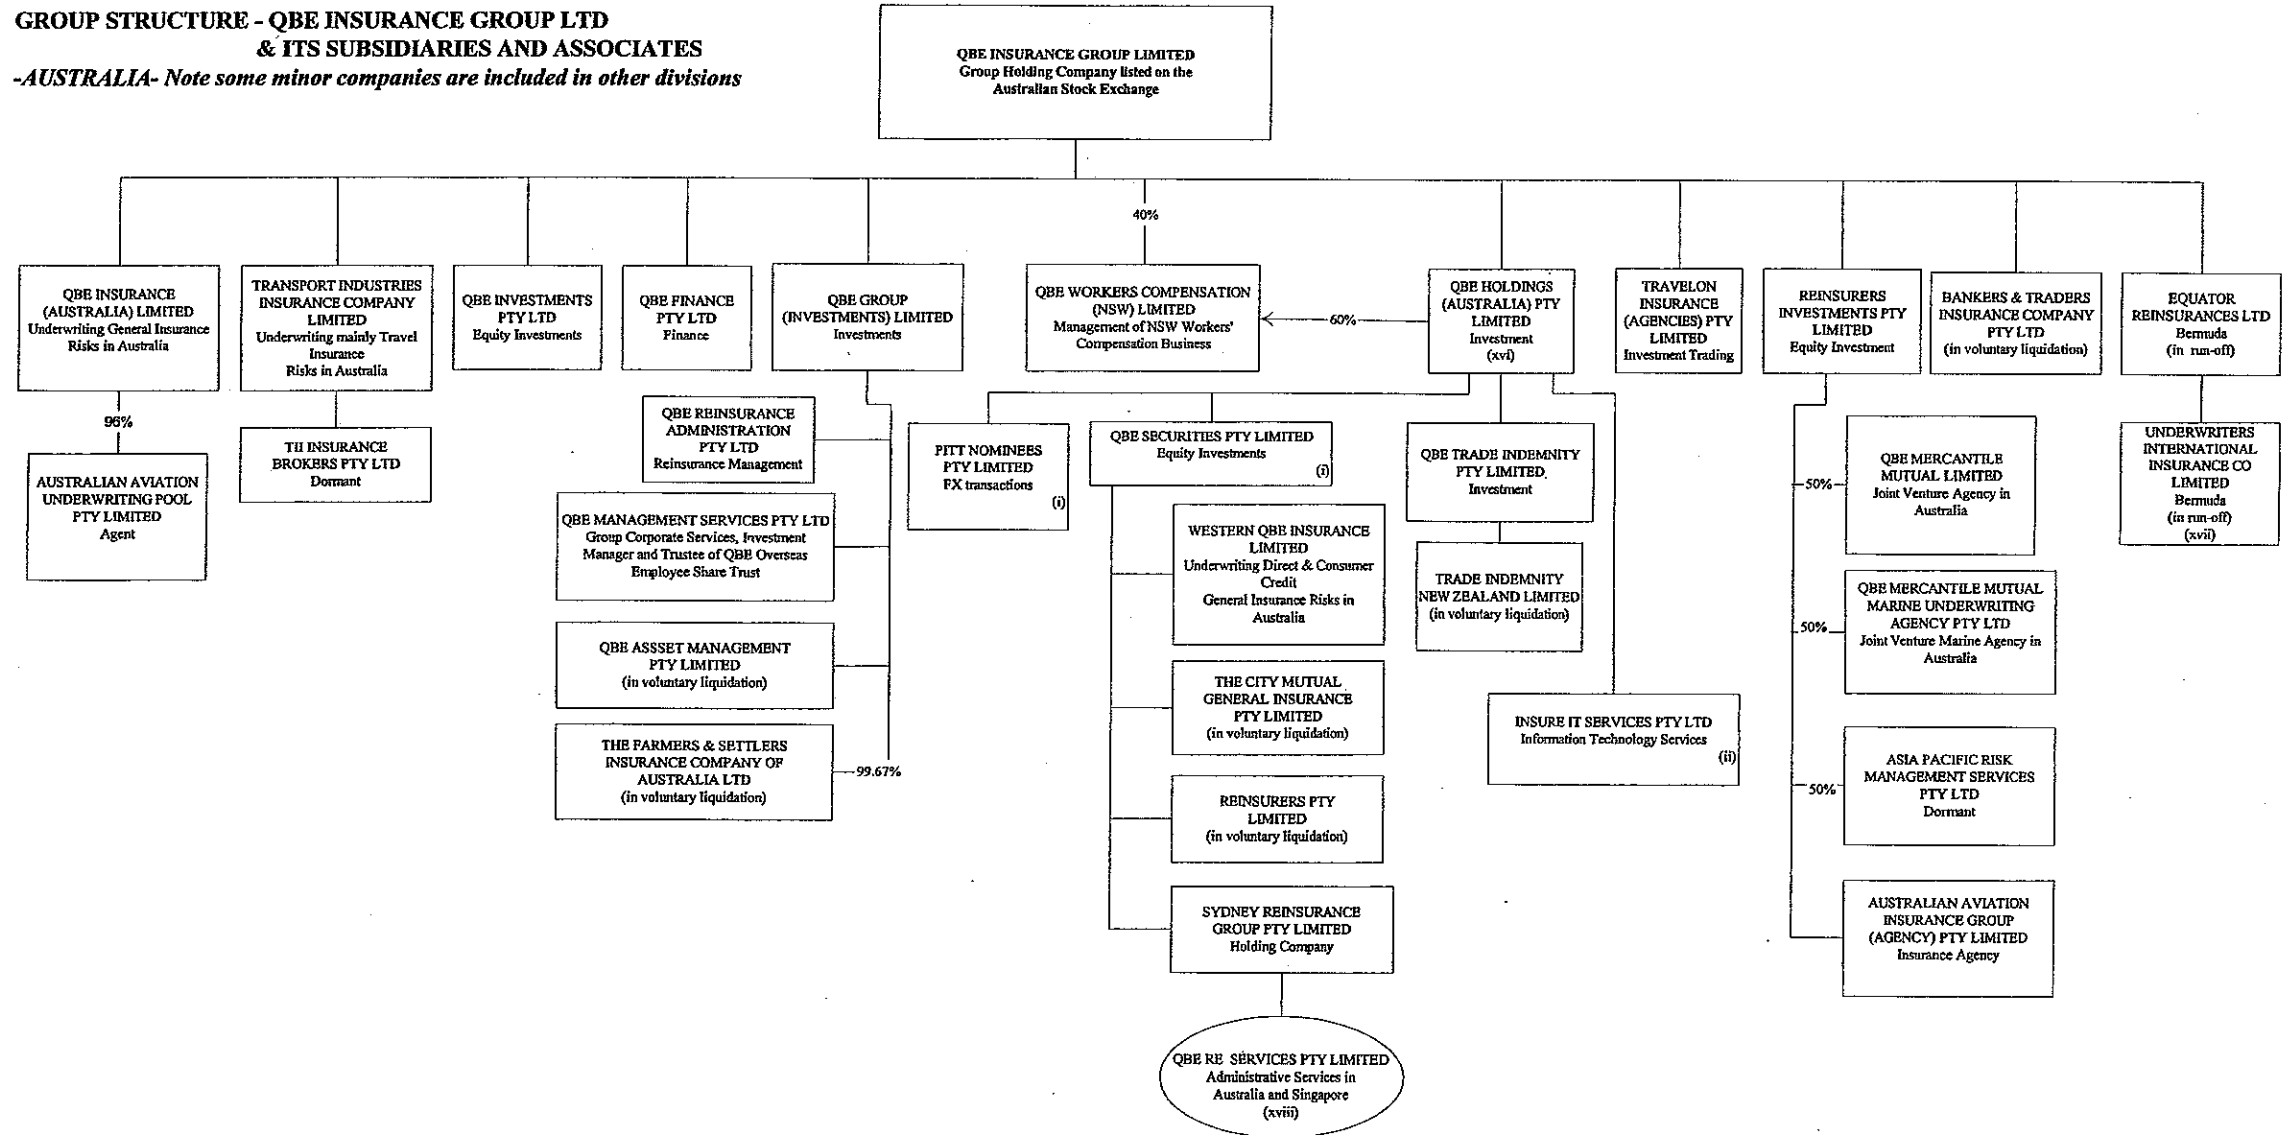 GROUP STRUCTURE - QBE INSURANCE GROUP LTD
& ITS SUBSIDIARIES AND ASSOCIATES
-AUSTRALIA- Note some minor companies are included in other divisions
QBE INSURANCE GROUP LIMITED
Group Holding Company listed on the
Australian Stock Exchange
40%
QBE INSURANCE
(AUSTRALIA) LIMITED
Underwriting General Insurance
Risks in Australia
TRANSPORT INDUSTRIES
INSURANCE COMPANY
LIMITED
Underwriting mainly Travel
Insurance
Risks in Australia
QBE INVESTMENTS
PTY LTD
Equity Investments
QBE FINANCE
PTY LTD
Finance
QBE GROUP
(INVESTMENTS) LIMITED
Investments
QBE WORKERS COMPENSATION
(NSW) LIMITED
Management of NSW Workers'
Compensation Business
60%
QBE HOLDINGS
(AUSTRALIA) PTY
LIMITED
Investment
(xvi)
TRAVELON
INSURANCE
(AGENCIES) PTY
LIMITED
Investment Trading
REINSURERS
INVESTMENTS PTY
LIMITED
Equity Investment
BANKERS & TRADERS
INSURANCE COMPANY
PTY LTD
(in voluntary liquidation)
EQUATOR
REINSURANCES LTD
Bermuda
(in run-off)
96%
AUSTRALIAN AVIATION
UNDERWRITING POOL
PTY LIMITED
Agent
TII INSURANCE
BROKERS PTY LTD
Dormant
QBE REINSURANCE
ADMINISTRATION
PTY LTD
Reinsurance Management
QBE MANAGEMENT SERVICES PTY LTD
Group Corporate Services, Investment
Manager and Trustee of QBE Overseas
Employee Share Trust
QBE ASSSET MANAGEMENT
PTY LIMITED
(in voluntary liquidation)
THE FARMERS & SETTLERS
INSURANCE COMPANY OF
AUSTRALIA LTD
(in voluntary liquidation)
99.67%
PITT NOMINEES
PTY LIMITED
FX transactions
(i)
QBE SECURITIES PTY LIMITED
Equity Investments
(i)
WESTERN QBE INSURANCE
LIMITED
Underwriting Direct & Consumer
Credit
General Insurance Risks in
Australia
THE CITY MUTUAL
GENERAL INSURANCE
PTY LIMITED
(in voluntary liquidation)
REINSURERS PTY
LIMITED
(in voluntary liquidation)
SYDNEY REINSURANCE
GROUP PTY LIMITED
Holding Company
QBE RE SERVICES PTY LIMITED
Administrative Services in
Australia and Singapore
(xviii)
QBE TRADE INDEMNITY
PTY LIMITED
Investment
TRADE INDEMNITY
NEW ZEALAND LIMITED
(in voluntary liquidation)
INSURE IT SERVICES PTY LTD
Information Technology Services
(ii)
50%
QBE MERCANTILE
MUTUAL LIMITED
Joint Venture Agency in
Australia
50%
QBE MERCANTILE MUTUAL
MARINE UNDERWRITING
AGENCY PTY LTD
Joint Venture Marine Agency in
Australia
50%
ASIA PACIFIC RISK
MANAGEMENT SERVICES
PTY LTD
Dormant
AUSTRALIAN AVIATION
INSURANCE GROUP
(AGENCY) PTY LIMITED
Insurance Agency
UNDERWRITERS
INTERNATIONAL
INSURANCE CO
LIMITED
Bermuda
(in run-off)
(xvii)